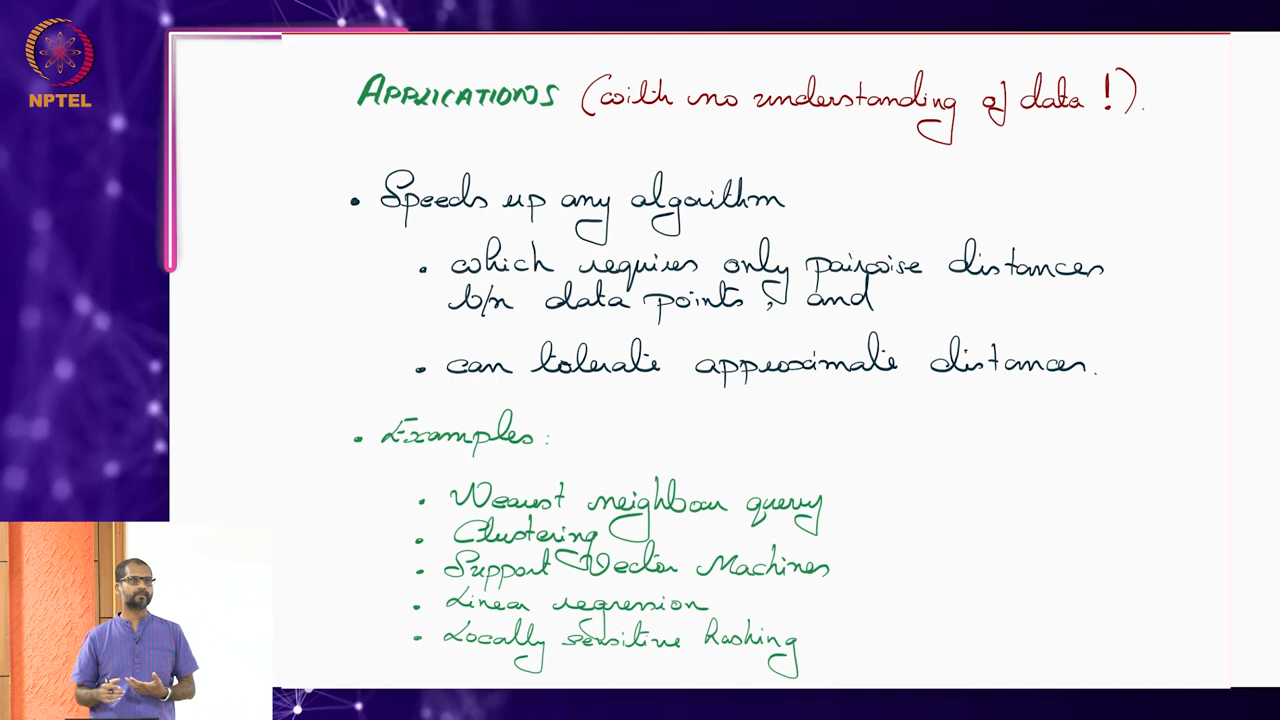 NPTEL
APPLICATIONS (with no understanding of data !).
• Speeds up any algorithm
• which requires only pairwise distances
b/n data points , and
• can tolerate approximate distances.
• Examples :
• Nearest neighbour query
• Clustering
• Support Vector Machines
• Linear regression
• Locally sensitive hashing